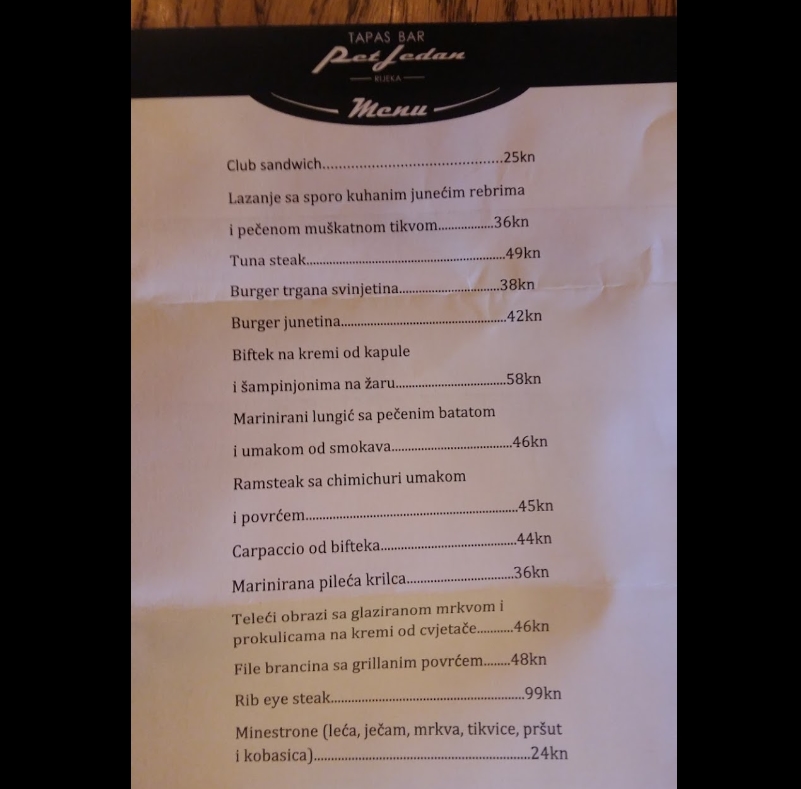 TAPAS BAR
Pet Jedan
RIJEKA
Menu
Club sandwich..........................................25kn
Lazanje sa sporo kuhanim junećim rebrima
i pečenom muškatnom tikvom................36kn
Tuna steak..........................................................49kn
Burger trgana svinjetina.............................38kn
Burger junetina................................................42kn
Biftek na kremi od kapule
i šampinjonima na žaru................................58kn
Marinirani lungić sa pečenim batatom
i umakom od smokava...................................46kn
Ramsteak sa chimichuri umakom
i povrćem..............................................................45kn
Carpaccio od bifteka.......................................44kn
Marinirana pileća krilca...............................36kn
Teleći obrazi sa glaziranom mrkvom i
prokulicama na kremi od cvjetače..........46kn
File brancina sa grillanim povrćem.......48kn
Rib eye steak........................................................99kn
Minestrone (leća, ječam, mrkva, tikvice, pršut
i kobasica)..............................................................24kn